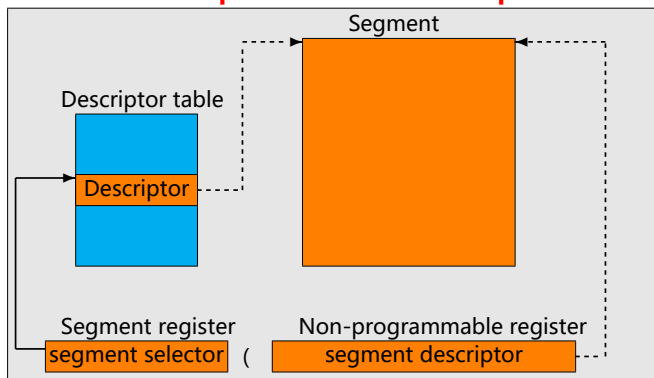 Segment
Descriptor table
Descriptor
Segment register Non-programmable register
segment selector ( segment descriptor